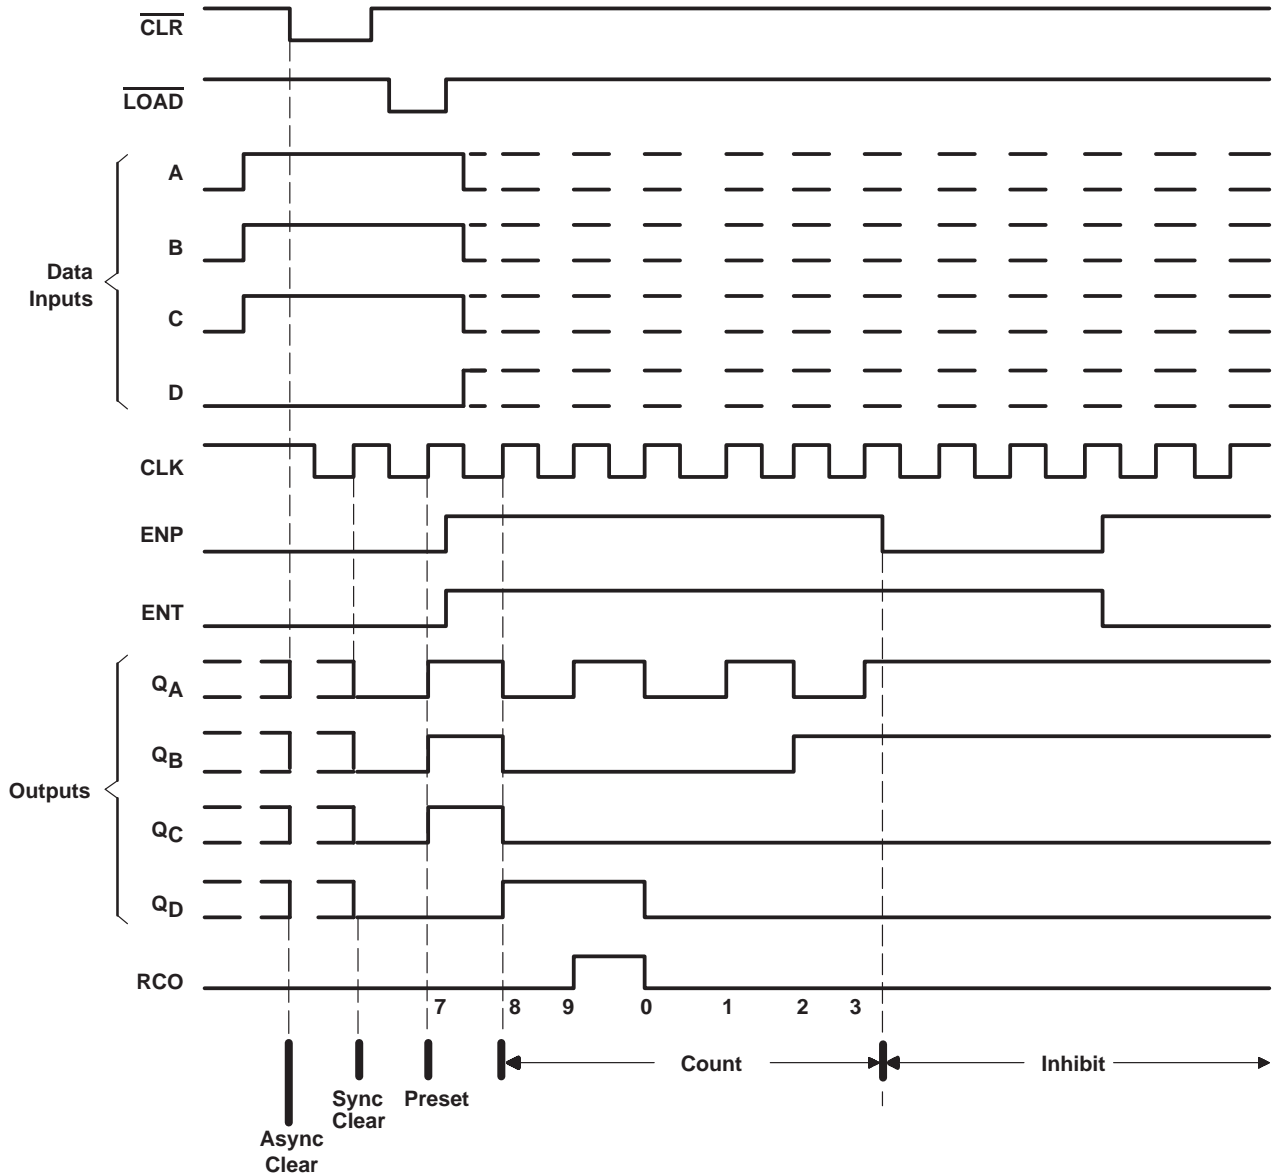 CLR
LOAD
A
B
Data
Inputs
C
D
CLK
ENP
ENT
QA
QB
Outputs
QC
QD
RCO
7 8 9 0 1 2 3
Count Inhibit
Sync
Clear
Preset
Async
Clear